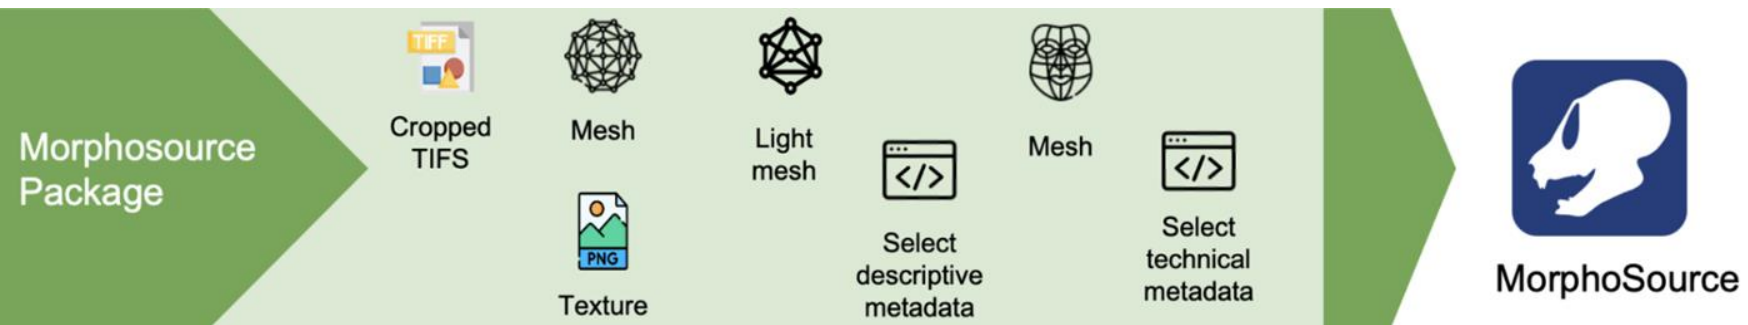 Morphosource
Package
TIFF
Cropped
TIFS
Mesh
PNG
Texture
Light
mesh
</>
Select
descriptive
metadata
Mesh
</>
Select
technical
metadata
MorphoSource